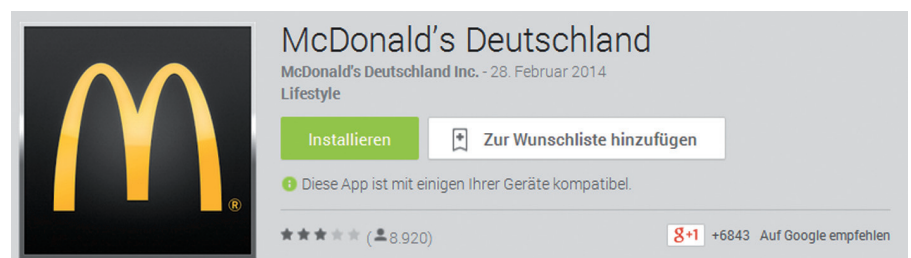 McDonald’s Deutschland
McDonald's Deutschland Inc. - 28. Februar 2014
Lifestyle
Installieren
Zur Wunschliste hinzufügen
Diese App ist mit einigen Ihrer Geräte kompatibel.
(8.920)
g+1 +6843 Auf Google empfehlen
®